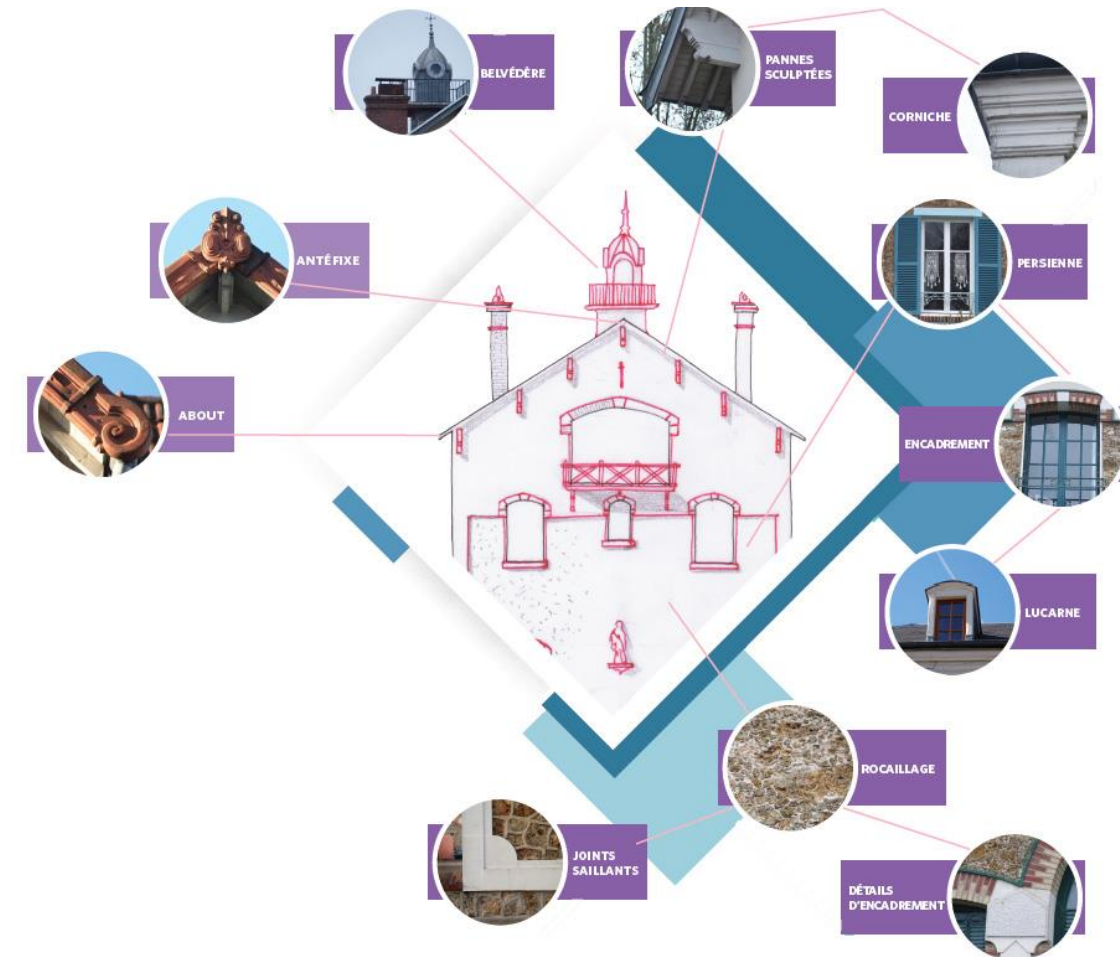 BELVÉDÈRE
PANNES
SCULPTÉES
CORNICHE
ANTÉFIXE
PERSIENNE
ABOUT
ENCADREMENT
LUCARNE
ROCAILLAGE
JOINTS
SAILLANTS
DÉTAILS
D'ENCADREMENT